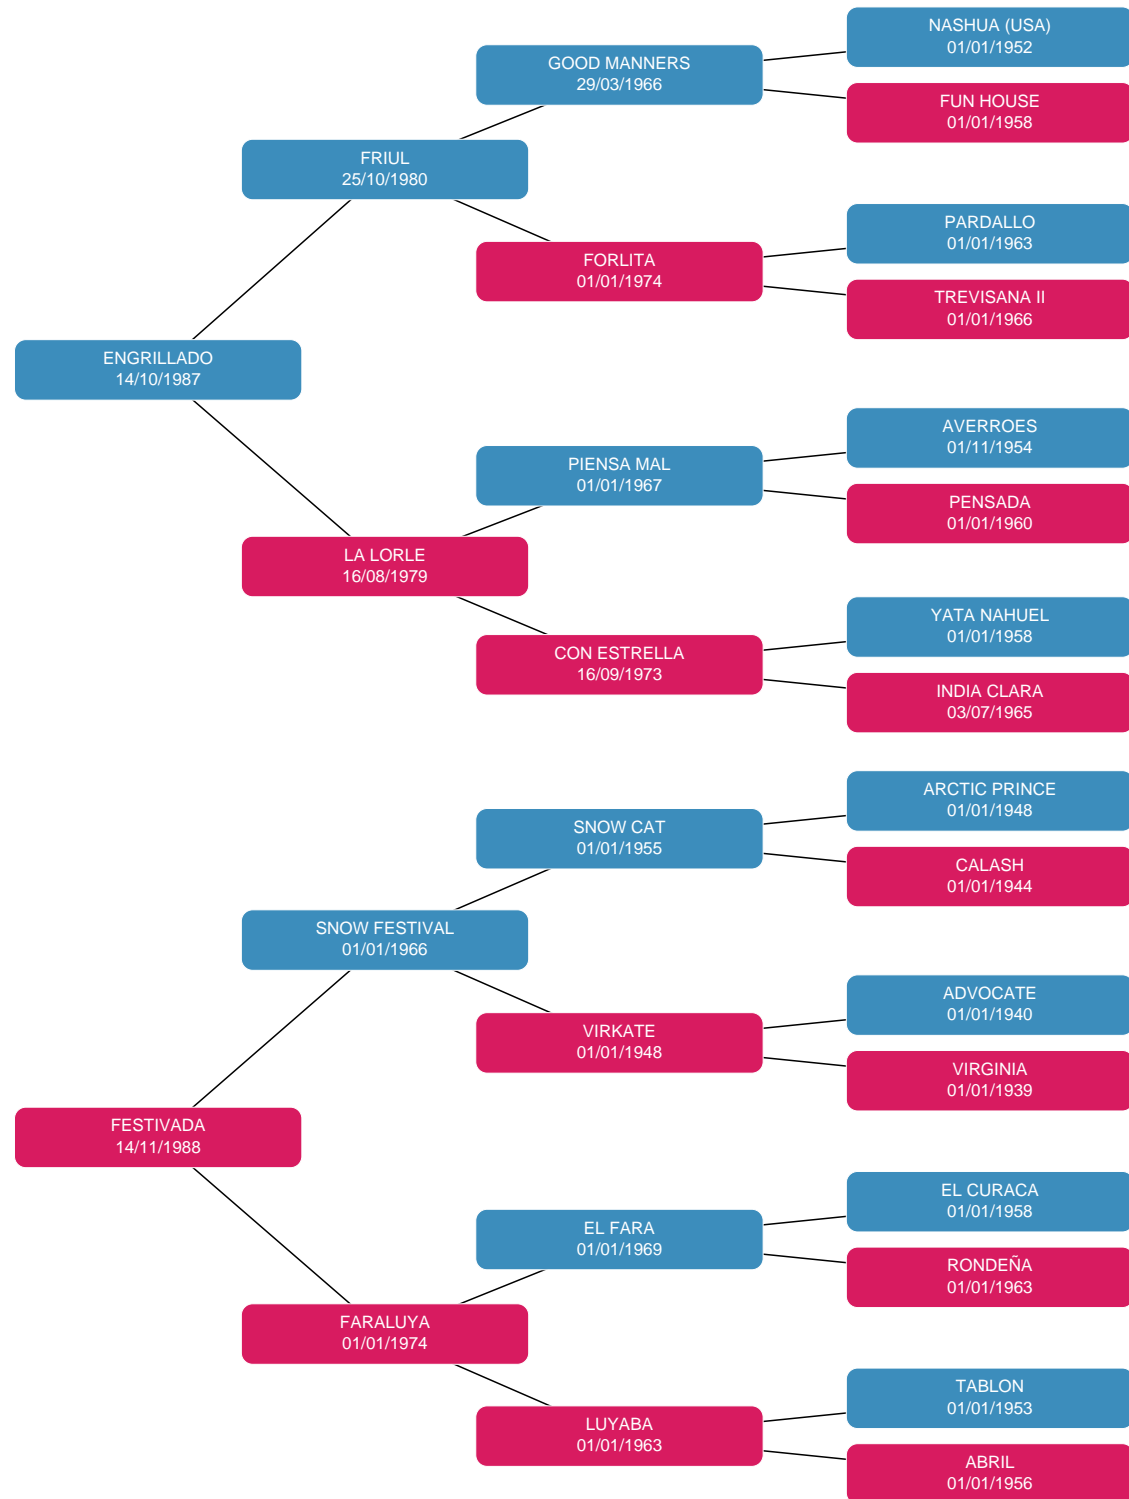 NASHUA (USA)
01/01/1952
GOOD MANNERS
29/03/1966
FUN HOUSE
01/01/1958
FRIUL
25/10/1980
PARDALLO
01/01/1963
FORLITA
01/01/1974
TREVISANA II
01/01/1966
ENGRILLADO
14/10/1987
AVERROES
01/11/1954
PIENSA MAL
01/01/1967
PENSADA
01/01/1960
LA LORLE
16/08/1979
YATA NAHUEL
01/01/1958
CON ESTRELLA
16/09/1973
INDIA CLARA
03/07/1965
ARCTIC PRINCE
01/01/1948
SNOW CAT
01/01/1955
CALASH
01/01/1944
SNOW FESTIVAL
01/01/1966
ADVOCATE
01/01/1940
VIRKATE
01/01/1948
VIRGINIA
01/01/1939
FESTIVADA
14/11/1988
EL CURACA
01/01/1958
EL FARA
01/01/1969
RONDEÑA
01/01/1963
FARALUYA
01/01/1974
TABLON
01/01/1953
LUYABA
01/01/1963
ABRIL
01/01/1956